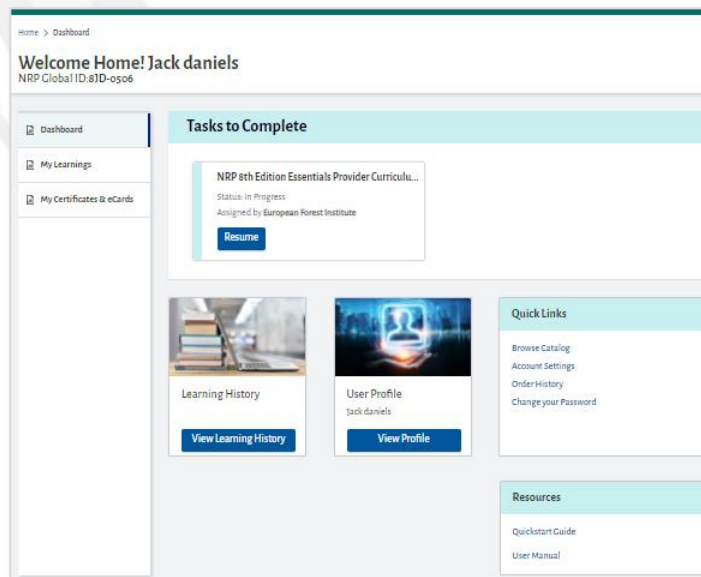 Home > Dashboard
Welcome Home! Jack daniels
NRP Global ID:8JD-0506
Dashboard
My Learnings
My Certificates & eCards
Tasks to Complete
NRP 8th Edition Essentials Provider Curriculu...
Status: In Progress
Assigned by European Forest Institute
Resume
Learning History
View Learning History
User Profile
Jack daniels
View Profile
Quick Links
Browse Catalog
Account Settings
Order History
Change your Password
Resources
Quickstart Guide
User Manual